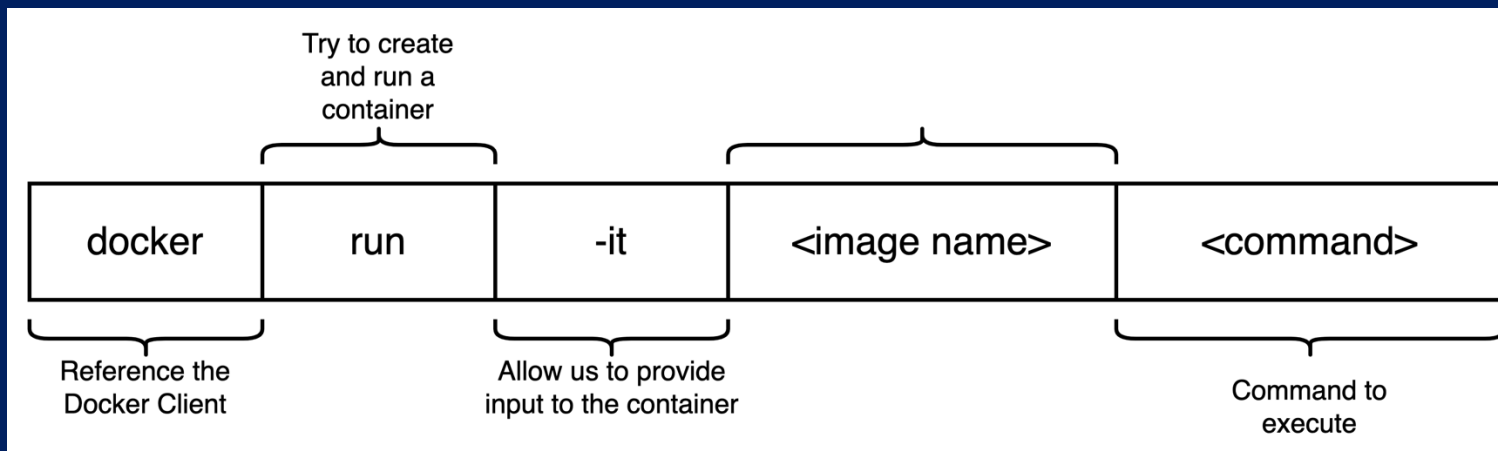 Try to create
and run a
container
docker
run
-it
<image name>
<command>
Reference the
Docker Client
Allow us to provide
input to the container
Command to
execute